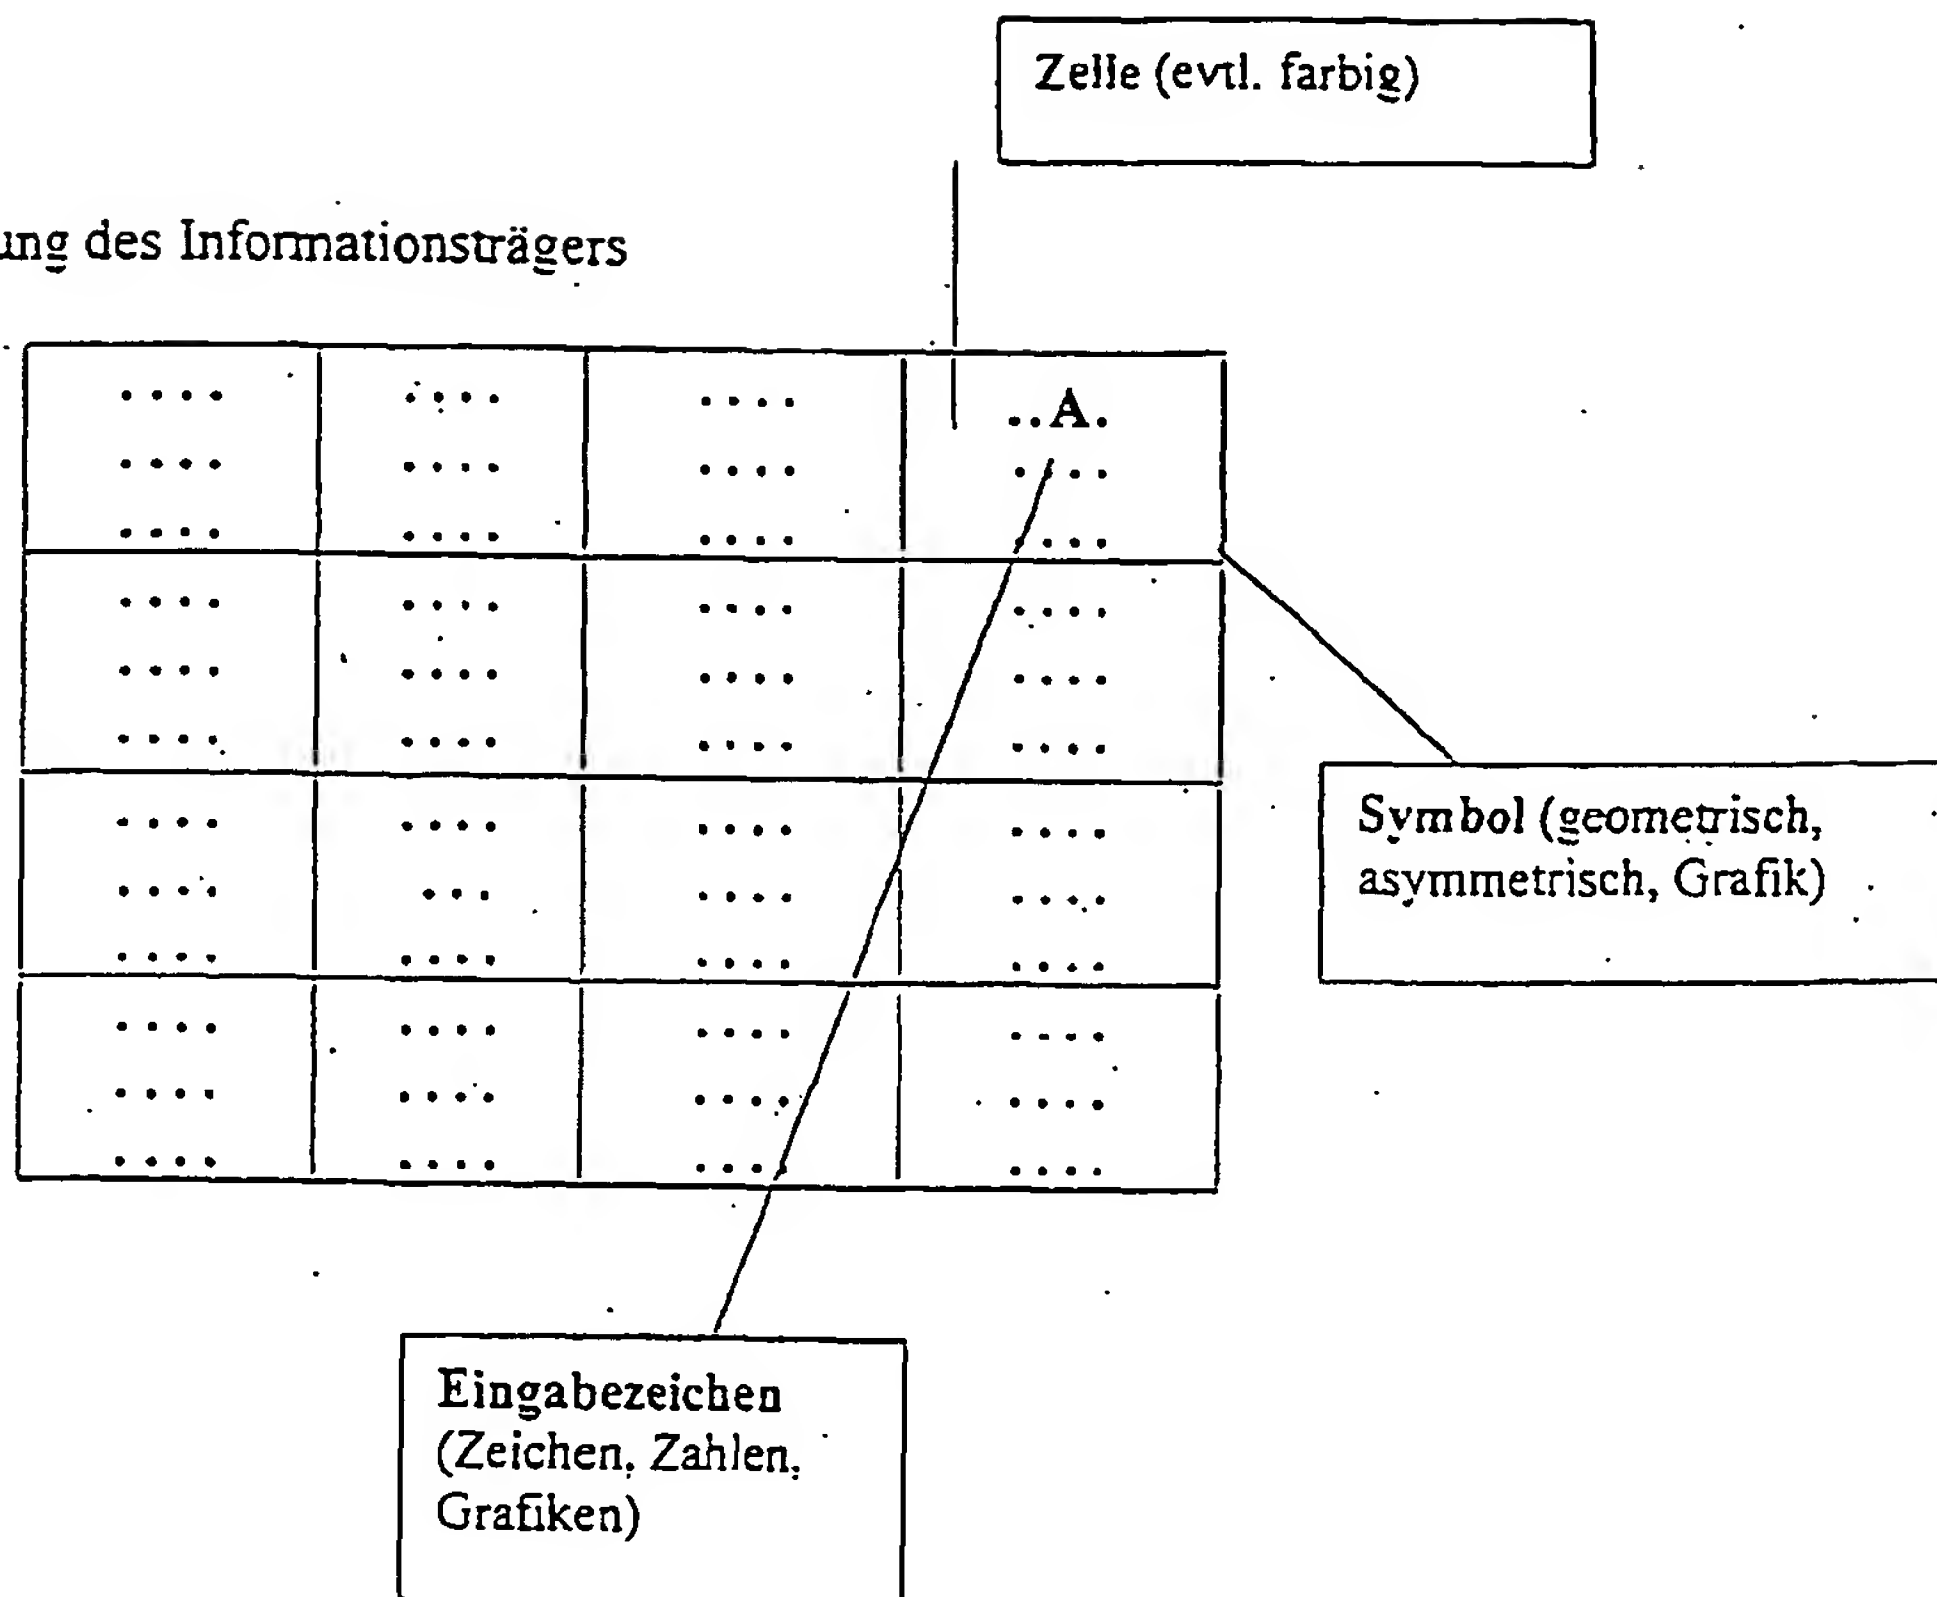 Zelle (evtl. farbig)
ung des Informationsträgers
.... .... .... ..A.
.... .... .... ....
.... .... .... ....
.... .... .... ....
.... .... .... ....
.... .... .... ....
.... .... .... ....
.... ... .... ....
.... .... .... ....
.... .... .... ....
.... .... .... ....
.... .... .... ....
Symbol (geometrisch,
asymmetrisch, Grafik)
Eingabezeichen
(Zeichen, Zahlen,
Grafiken)